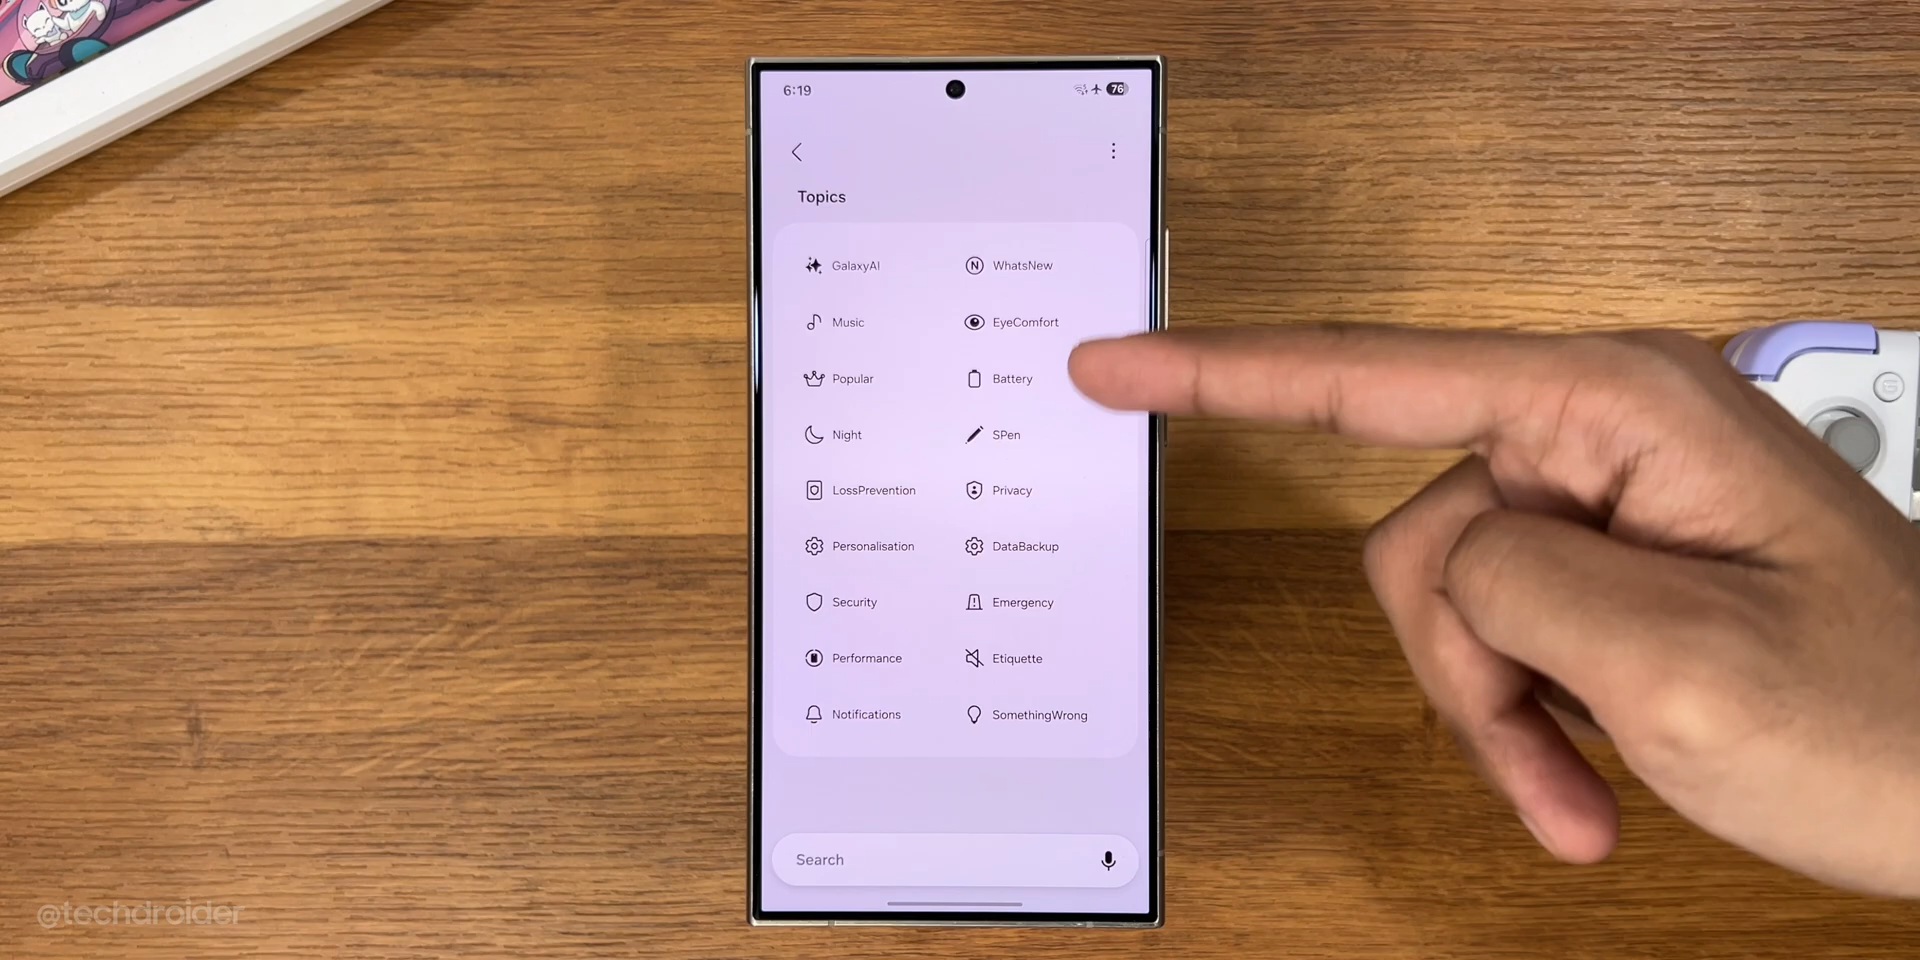 6:19
76
Topics
GalaxyAI
WhatsNew
Music
EyeComfort
Popular
Battery
Night
SPen
LossPrevention
Privacy
Personalisation
DataBackup
Security
Emergency
Performance
Etiquette
Notifications
SomethingWrong
Search
@techdroider